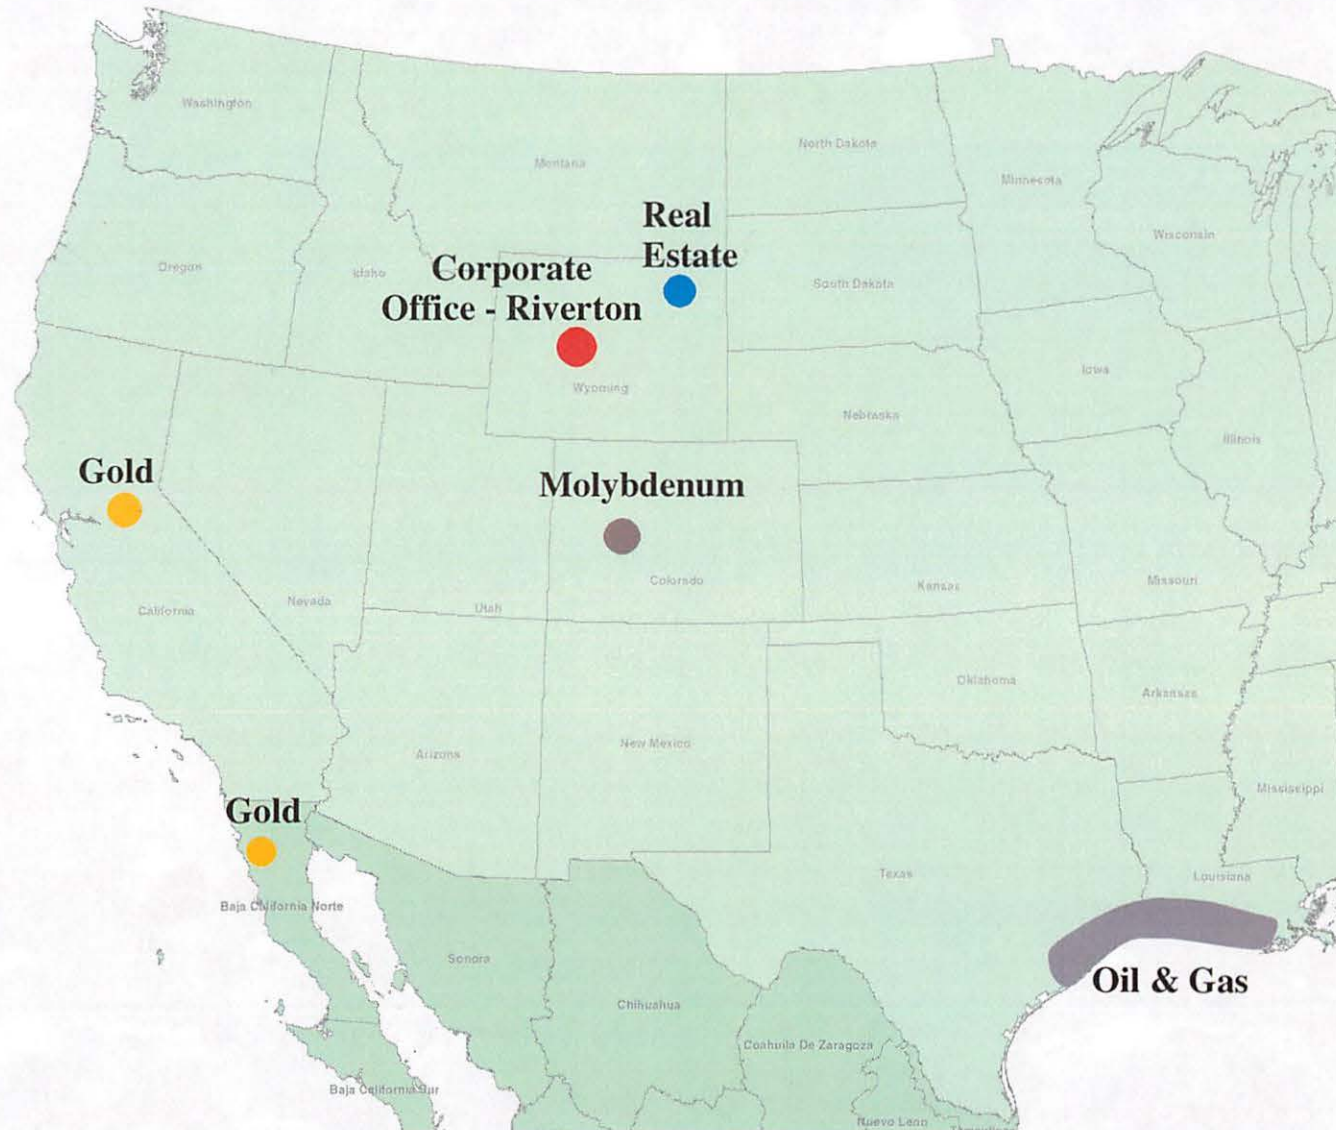 Washington
Montana
North Dakota
Minnesota
Wisconsin
Oregon
Idaho
South Dakota
Real
Estate
Corporate
Office - Riverton
Wyoming
Iowa
Nebraska
Illinois
Gold
Molybdenum
Colorado
Kansas
Missouri
California
Nevada
Utah
Oklahoma
Arkansas
Arizona
New Mexico
Mississippi
Gold
Texas
Louisiana
Baja California Norte
Sonora
Oil & Gas
Chihuahua
Coahuila De Zaragoza
Baja California Sur
Nuevo Leon